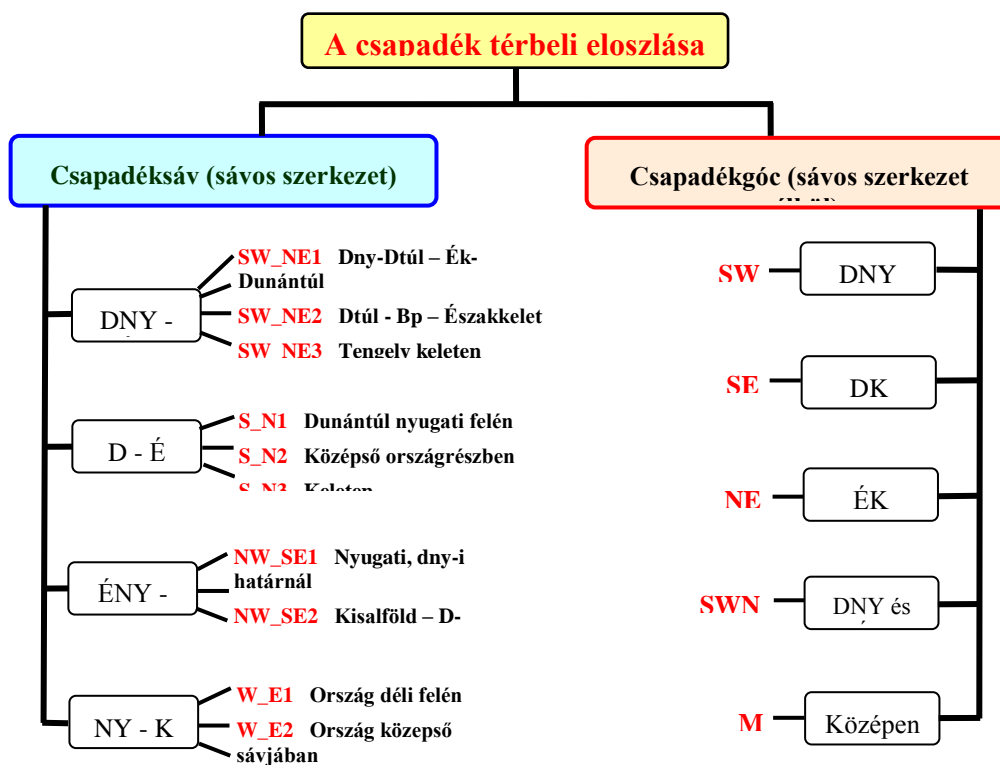 A csapadék térbeli eloszlása
Csapadéksáv (sávos szerkezet)
DNY -
SW_NE1 Dny-Dtúl – Ék-
Dunántúl
SW_NE2 Dtúl - Bp – Északkelet
SW_NE3 Tengely keleten
D - É
S_N1 Dunántúl nyugati felén
S_N2 Középső országrészben
S_N3 Keleten
ÉNY -
NW_SE1 Nyugati, dny-i
határnál
NW_SE2 Kisalföld – D-
NY - K
W_E1 Ország déli felén
W_E2 Ország közepső
sávjában
Csapadékgóc (sávos szerkezet
SW DNY
SE DK
NE ÉK
SWN DNY és
M Középen